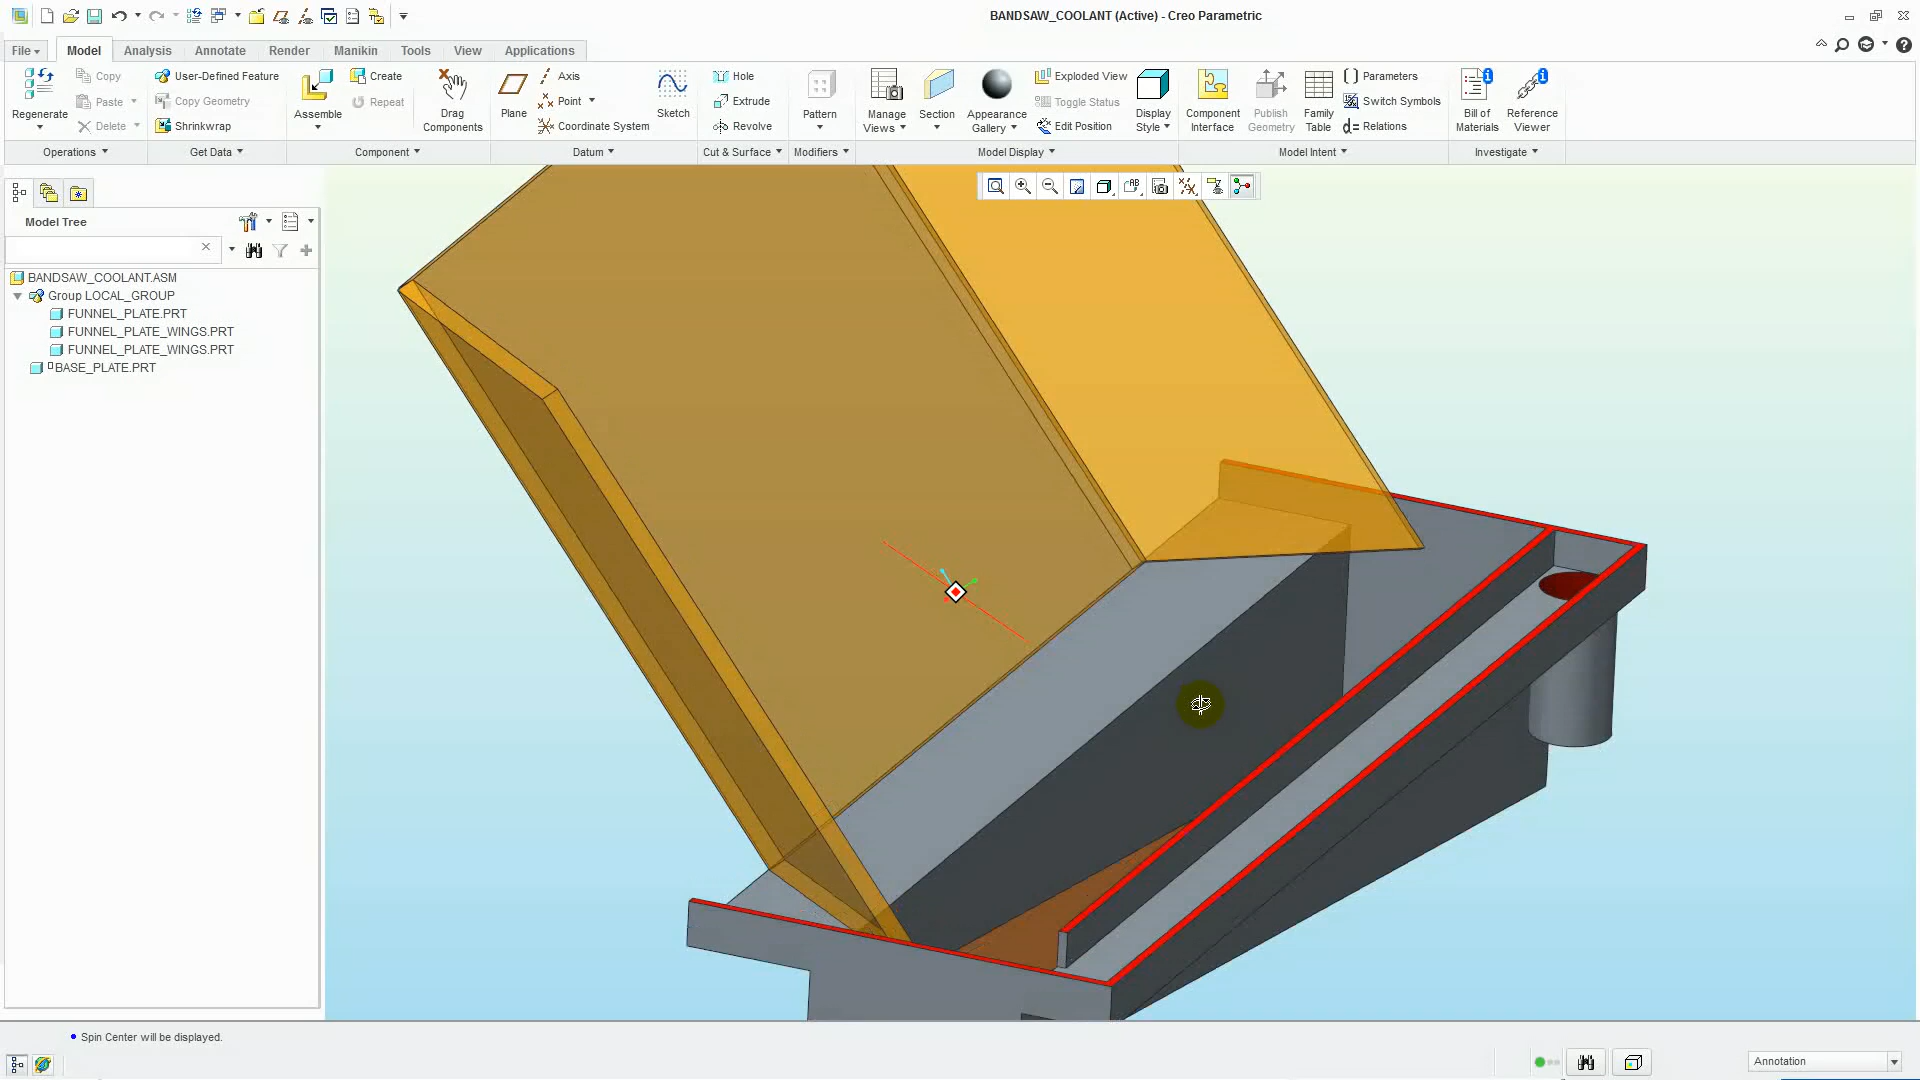 BANDSAW_COOLANT (Active) - Creo Parametric
File Model Analysis Annotate Render Manikin Tools View Applications
Regenerate
Copy
Paste
Delete
User-Defined Feature
Copy Geometry
Shrinkwrap
Assemble
Create
Repeat
Drag
Components
Plane
Axis
Point
Coordinate System
Sketch
Hole
Extrude
Revolve
Pattern
Manage
Views
Section
Appearance
Gallery
Exploded View
Toggle Status
Edit Position
Display
Style
Component
Interface
Publish
Geometry
Family
Table
Parameters
Switch Symbols
d= Relations
Bill of
Materials
Reference
Viewer
Operations Get Data Component Datum Cut & Surface Modifiers Model Display Model Intent Investigate
Model Tree
BANDSAW_COOLANT.ASM
Group LOCAL_GROUP
FUNNEL_PLATE.PRT
FUNNEL_PLATE_WINGS.PRT
FUNNEL_PLATE_WINGS.PRT
BASE_PLATE.PRT
Spin Center will be displayed.
Annotation